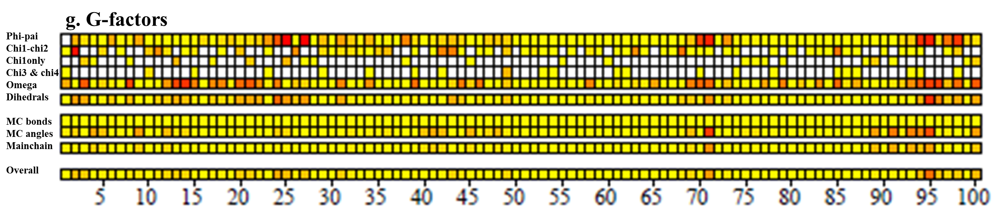 g. G-factors
Phi-pai
Chi1-chi2
Chi1only
Chi3 & chi4
Omega
Dihedrals
MC bonds
MC angles
Mainchain
Overall
5 10 15 20 25 30 35 40 45 50 55 60 65 70 75 80 85 90 95 100